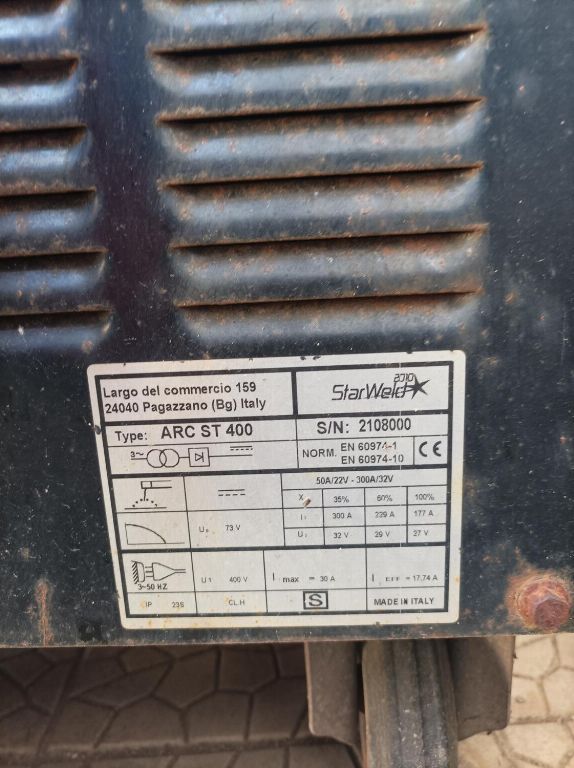 Largo del commercio 159
24040 Pagazzano (Bg) Italy
StarWeld 2010
Type: ARC ST 400
S/N: 2108000
3~
NORM. EN 60974-1
EN 60974-10
CE
50A/22V - 300A/32V
X 35% 60% 100%
I₂ 300 A 229 A 177 A
U₀ 73 V
U₂ 32 V 29 V 27 V
3~50 HZ
U1 400 V
I max = 30 A
I EFF = 17,74 A
IP 23S
CL.H
S
MADE IN ITALY